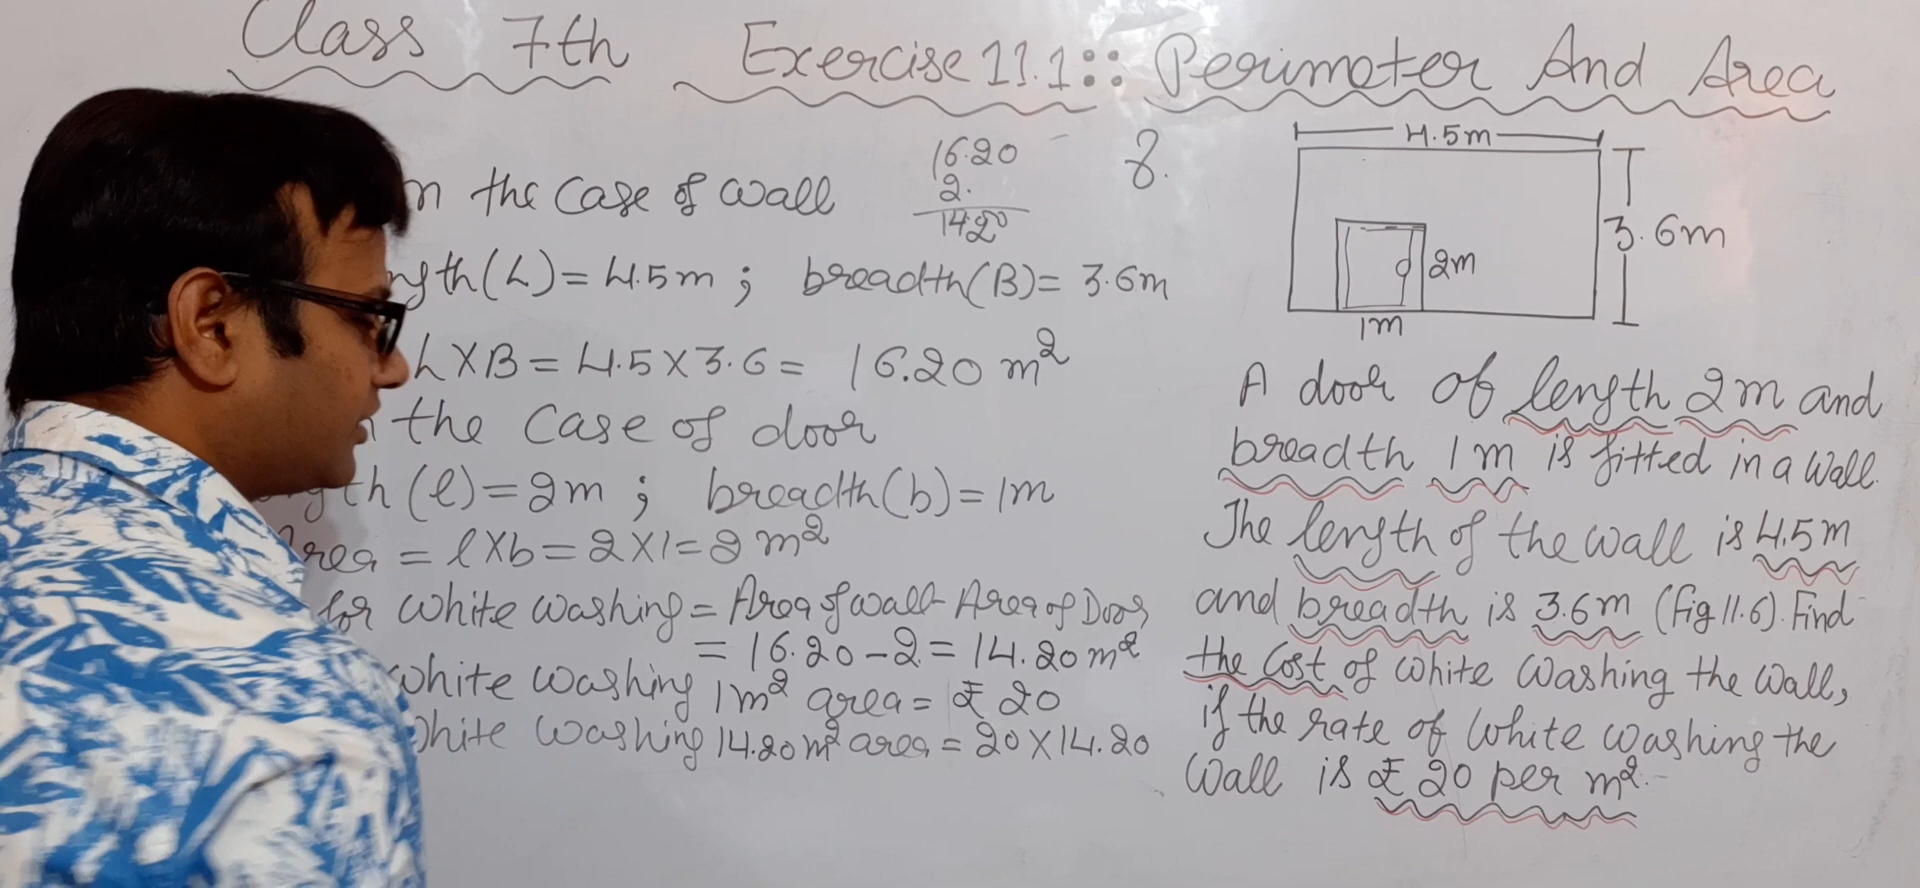 Class 7th Exercise 11.1:: Perimeter And Area
n the Case of wall
16.20
2.
14.20
8.
4.5m
3.6m
2m
1m
ngth(L)= 4.5m ; breadth(B)= 3.6m
L×B = 4.5×3.6 = 16.20 m²
the Case of door
gth (l)=2m ; breadth(b)=1m
Area = l×b = 2×1=2 m²
for white washing = Area of wall- Area of Door
= 16.20-2 = 14.20 m²
white washing 1m² area = ₹ 20
white washing 14.20m² area = 20×14.20
A door of length 2m and
breadth 1m is fitted in a wall.
The length of the wall is 4.5m
and breadth is 3.6m (fig 11.6). Find
the Cost of white washing the wall,
if the rate of white washing the
wall is ₹ 20 per m².